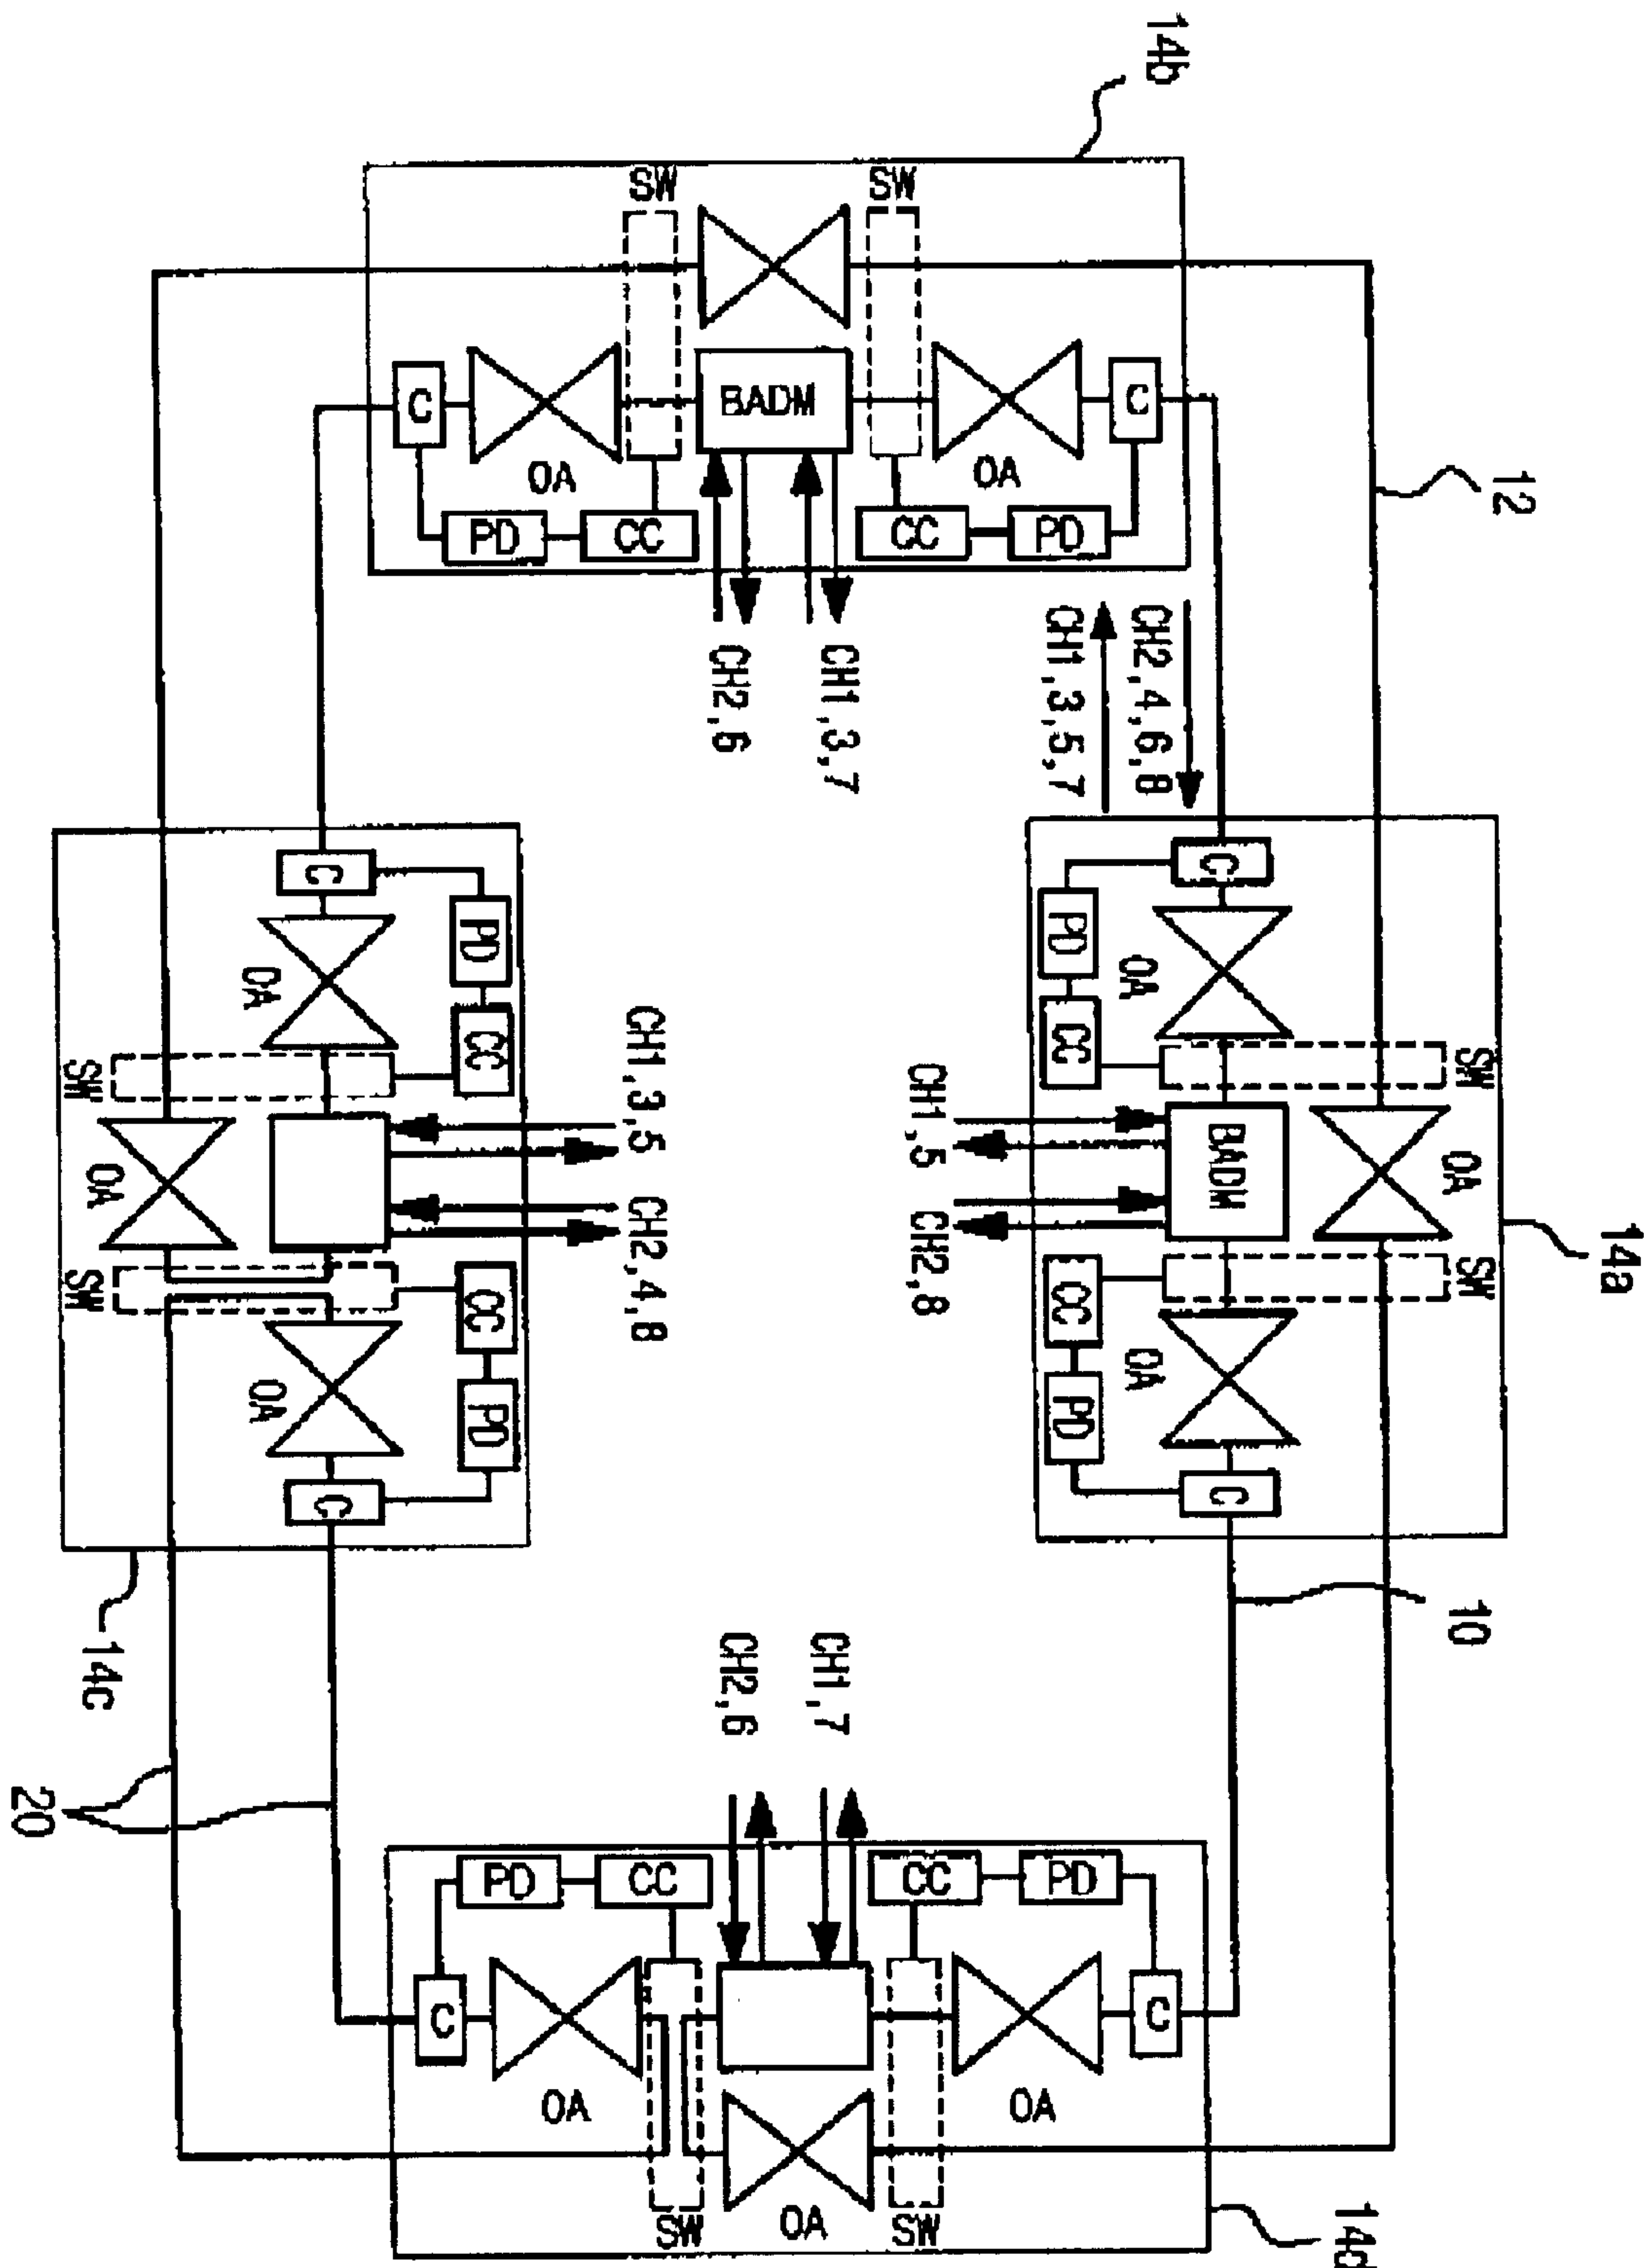 14b
SW
SW
C
OA
BADM
OA
C
PD
CC
CC
PD
12
CH2,6
CH1,3,7
CH1,3,5,7
CH2,4,6,8
C
PD
OA
CC
SW
OA
SW
CH1,3,5
CH2,4,8
CC
OA
PD
C
14c
C
PD
OA
CC
SW
CH1,5
BADM
OA
CH2,8
SW
CC
OA
PD
C
14a
10
20
CH2,6
CH1,7
PD
CC
CC
PD
C
C
OA
OA
SW
OA
SW